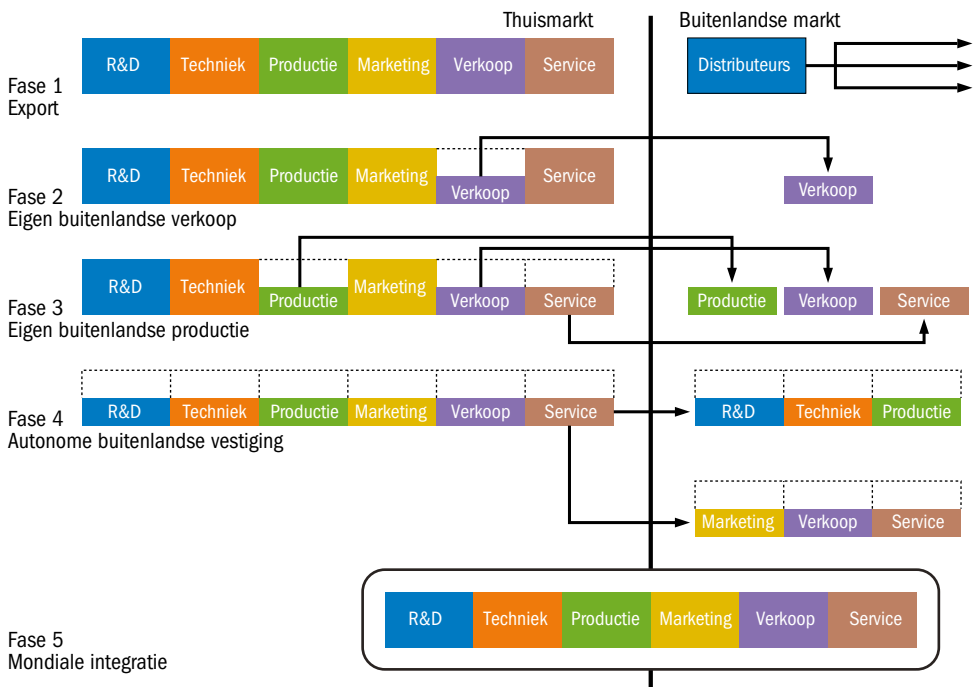 Thuismarkt
Buitenlandse markt
R&D
Techniek
Productie
Marketing
Verkoop
Service
Distributeurs
Fase 1
Export
R&D
Techniek
Productie
Marketing
Verkoop
Service
Verkoop
Fase 2
Eigen buitenlandse verkoop
R&D
Techniek
Productie
Marketing
Verkoop
Service
Productie
Verkoop
Service
Fase 3
Eigen buitenlandse productie
R&D
Techniek
Productie
Marketing
Verkoop
Service
R&D
Techniek
Productie
Fase 4
Autonome buitenlandse vestiging
Marketing
Verkoop
Service
R&D
Techniek
Productie
Marketing
Verkoop
Service
Fase 5
Mondiale integratie